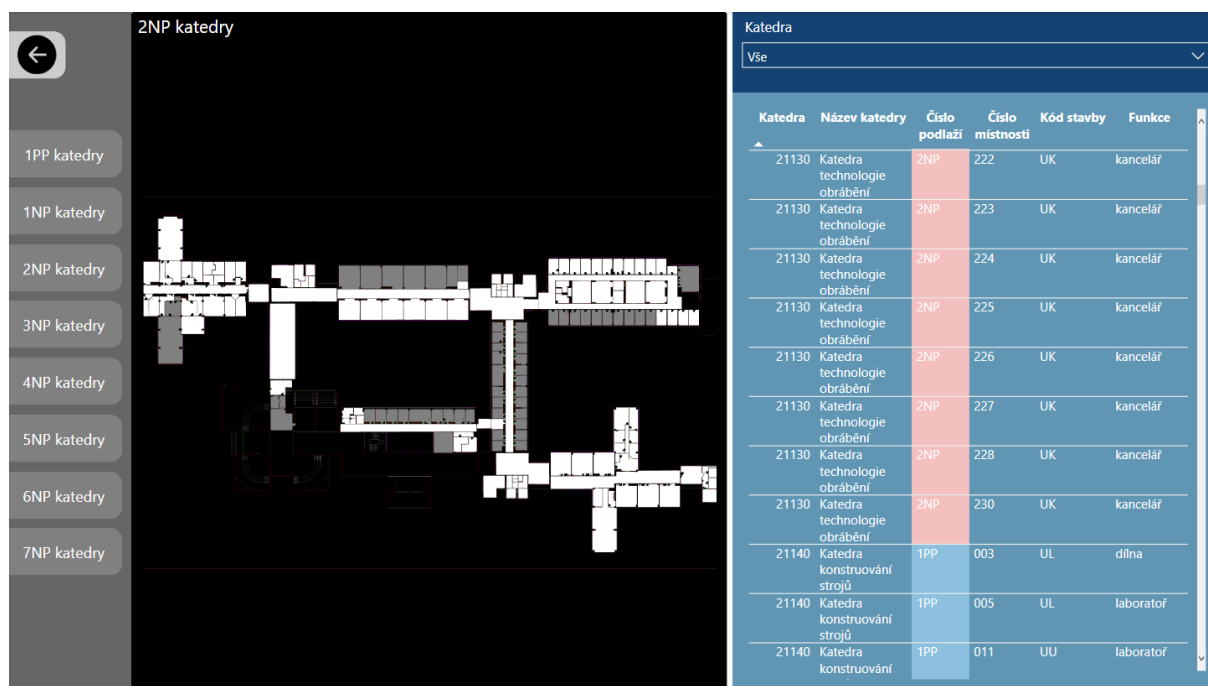 2NP katedry
1PP katedry
1NP katedry
2NP katedry
3NP katedry
4NP katedry
5NP katedry
6NP katedry
7NP katedry
Katedra
Vše
Katedra Název katedry Číslo podlaží Číslo místnosti Kód stavby Funkce
21130 Katedra technologie obrábění 2NP 222 UK kancelář
21130 Katedra technologie obrábění 2NP 223 UK kancelář
21130 Katedra technologie obrábění 2NP 224 UK kancelář
21130 Katedra technologie obrábění 2NP 225 UK kancelář
21130 Katedra technologie obrábění 2NP 226 UK kancelář
21130 Katedra technologie obrábění 2NP 227 UK kancelář
21130 Katedra technologie obrábění 2NP 228 UK kancelář
21130 Katedra technologie obrábění 2NP 230 UK kancelář
21140 Katedra konstruování strojů 1PP 003 UL dílna
21140 Katedra konstruování strojů 1PP 005 UL laboratoř
21140 Katedra konstruování 1PP 011 UU laboratoř